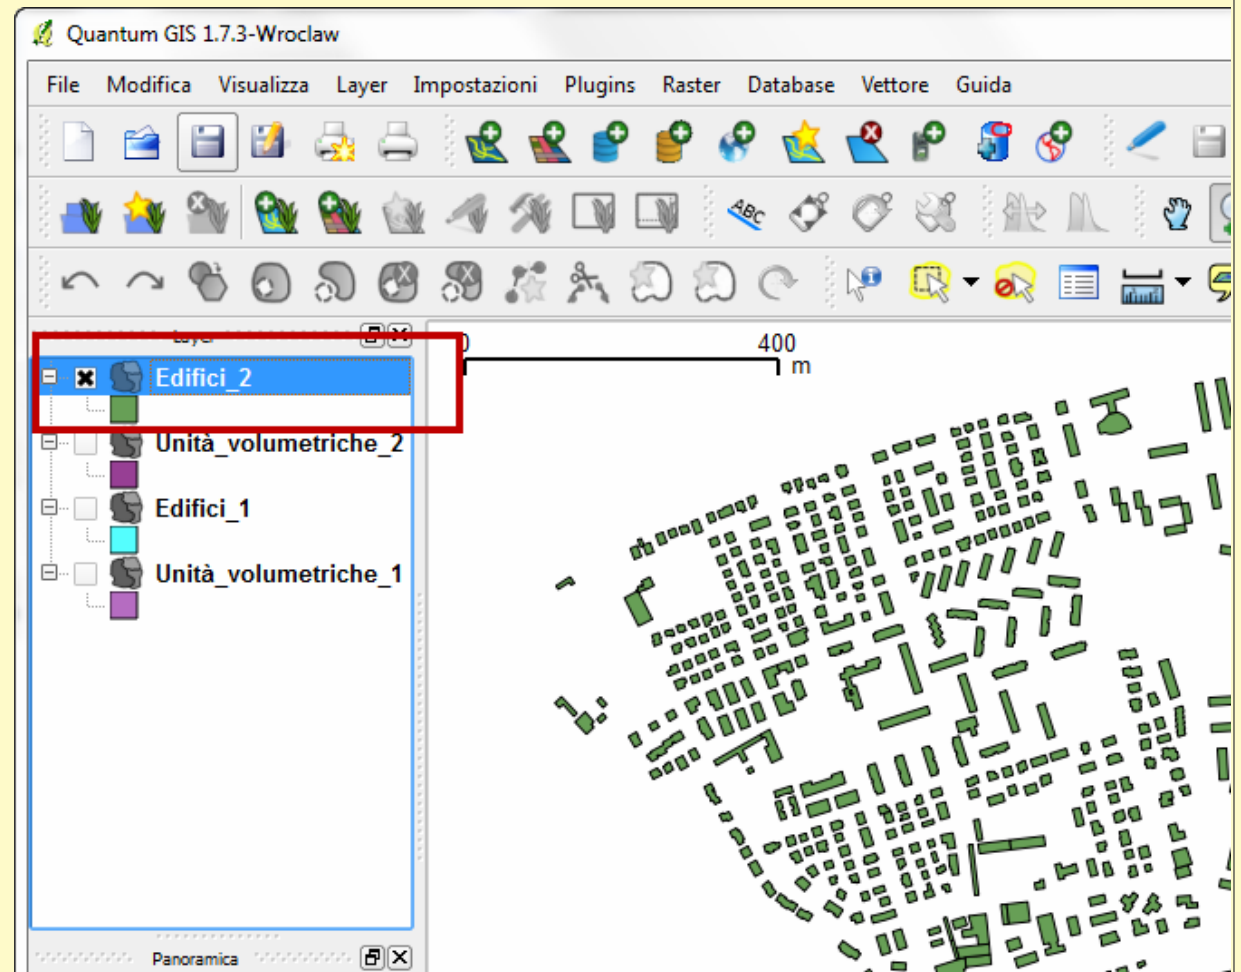 Quantum GIS 1.7.3-Wroclaw
File Modifica Visualizza Layer Impostazioni Plugins Raster Database Vettore Guida
ABC
Layer
0 400
m
Edifici_2
Unità_volumetriche_2
Edifici_1
Unità_volumetriche_1
Panoramica